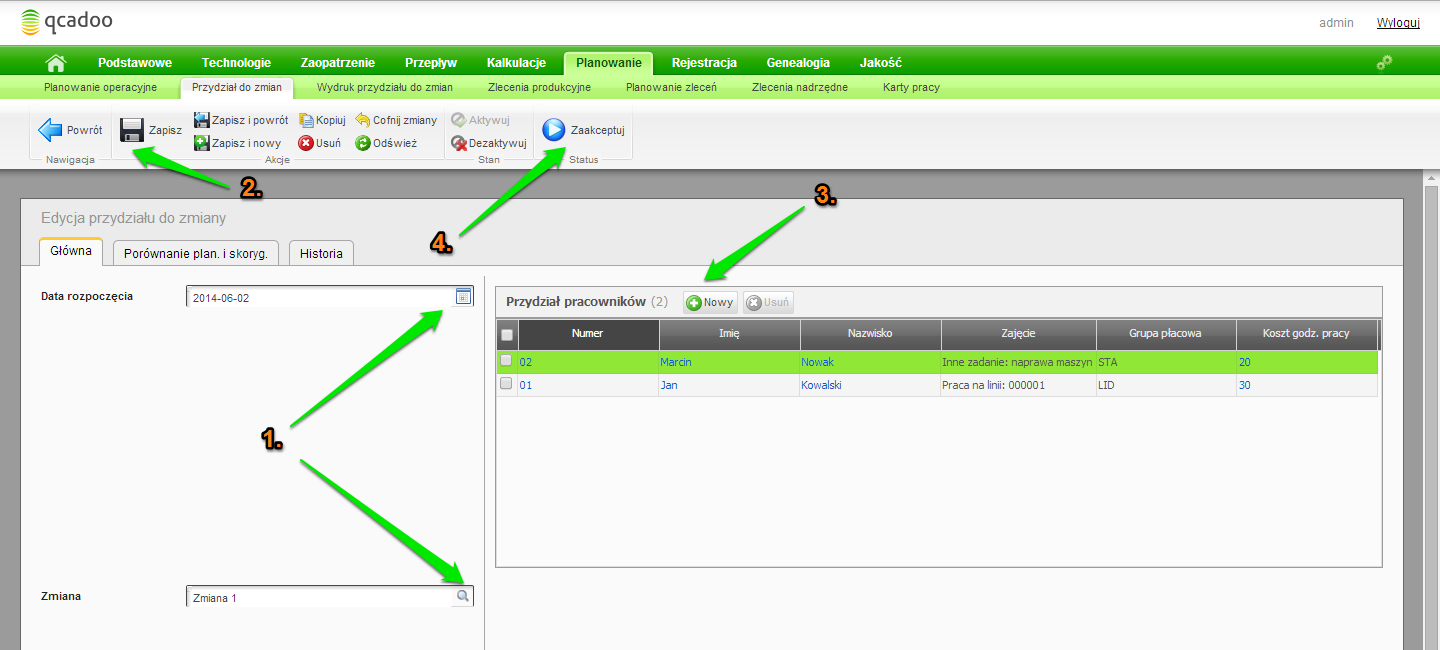 qcadoo
admin Wyloguj
Podstawowe Technologie Zaopatrzenie Przepływ Kalkulacje Planowanie Rejestracja Genealogia Jakość
Planowanie operacyjne Przydział do zmian Wydruk przydziału do zmian Zlecenia produkcyjne Planowanie zleceń Zlecenia nadrzędne Karty pracy
Powrót
Nawigacja
Zapisz
Zapisz i powrót Kopiuj Cofnij zmiany
Zapisz i nowy Usuń Odśwież
Akcje
Aktywuj
Dezaktywuj
Stan
Zaakceptuj
Status
2.
3.
4.
Edycja przydziału do zmiany
Główna Porównanie plan. i skoryg. Historia
Data rozpoczęcia 2014-06-02
1.
Zmiana Zmiana 1
Przydział pracowników (2) Nowy Usuń
Numer Imię Nazwisko Zajęcie Grupa płacowa Koszt godz. pracy
02 Marcin Nowak Inne zadanie: naprawa maszyn STA 20
01 Jan Kowalski Praca na linii: 000001 LID 30